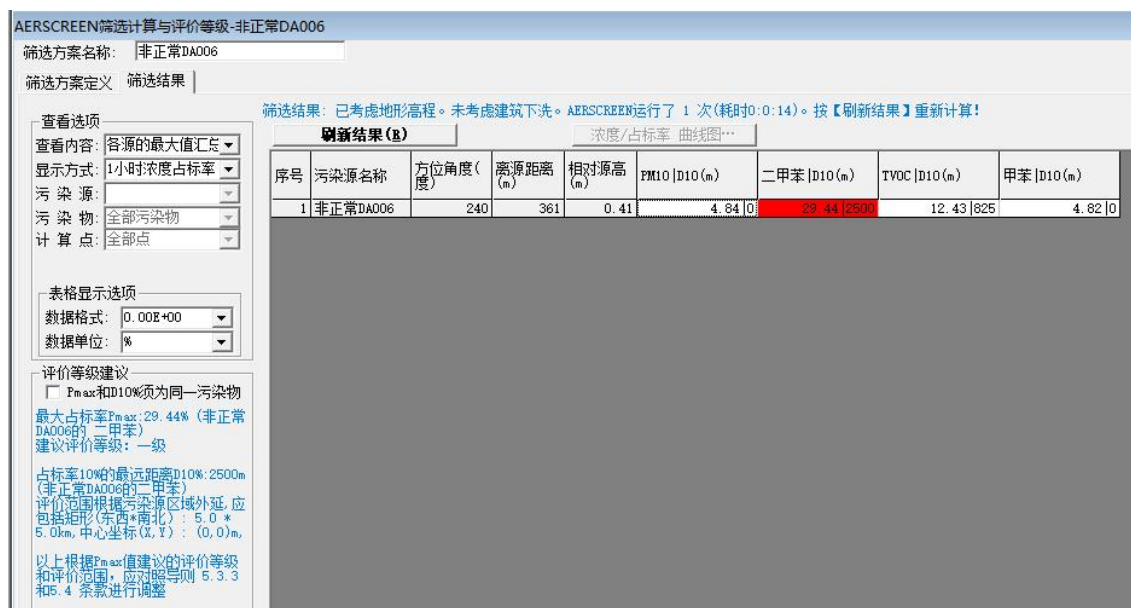 AERSCREEN筛选计算与评价等级-非正常DA006
筛选方案名称: 非正常DA006
筛选方案定义 筛选结果
筛选结果: 已考虑地形高程。未考虑建筑下洗。AERSCREEN运行了 1 次(耗时0:0:14)。按【刷新结果】重新计算!
查看选项
查看内容: 各源的最大值汇总
显示方式: 1小时浓度占标率
污 染 源:
污 染 物: 全部污染物
计 算 点: 全部点
表格显示选项
数据格式: 0.00E+00
数据单位: %
评价等级建议
Pmax和D10%须为同一污染物
最大占标率Pmax:29.44% (非正常
DA006的 二甲苯)
建议评价等级: 一级
占标率10%的最远距离D10%:2500m
(非正常DA006的二甲苯)
评价范围根据污染源区域外延,应
包括矩形(东西*南北): 5.0 *
5.0km,中心坐标(X,Y): (0,0)m,
以上根据Pmax值建议的评价等级
和评价范围,应对照导则 5.3.3
和5.4 条款进行调整
刷新结果(R) 浓度/占标率 曲线图…
序号 污染源名称 方位角度(度) 离源距离(m) 相对源高(m) PM10|D10(m) 二甲苯|D10(m) TVOC|D10(m) 甲苯|D10(m)
1 非正常DA006 240 361 0.41 4.84|0 29.44|2500 12.43|825 4.82|0